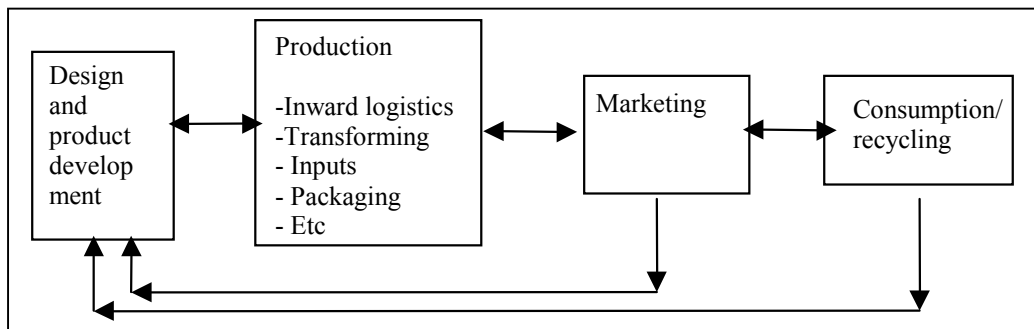 Design
and
product
develop
ment
Production
-Inward logistics
-Transforming
- Inputs
- Packaging
- Etc
Marketing
Consumption/
recycling